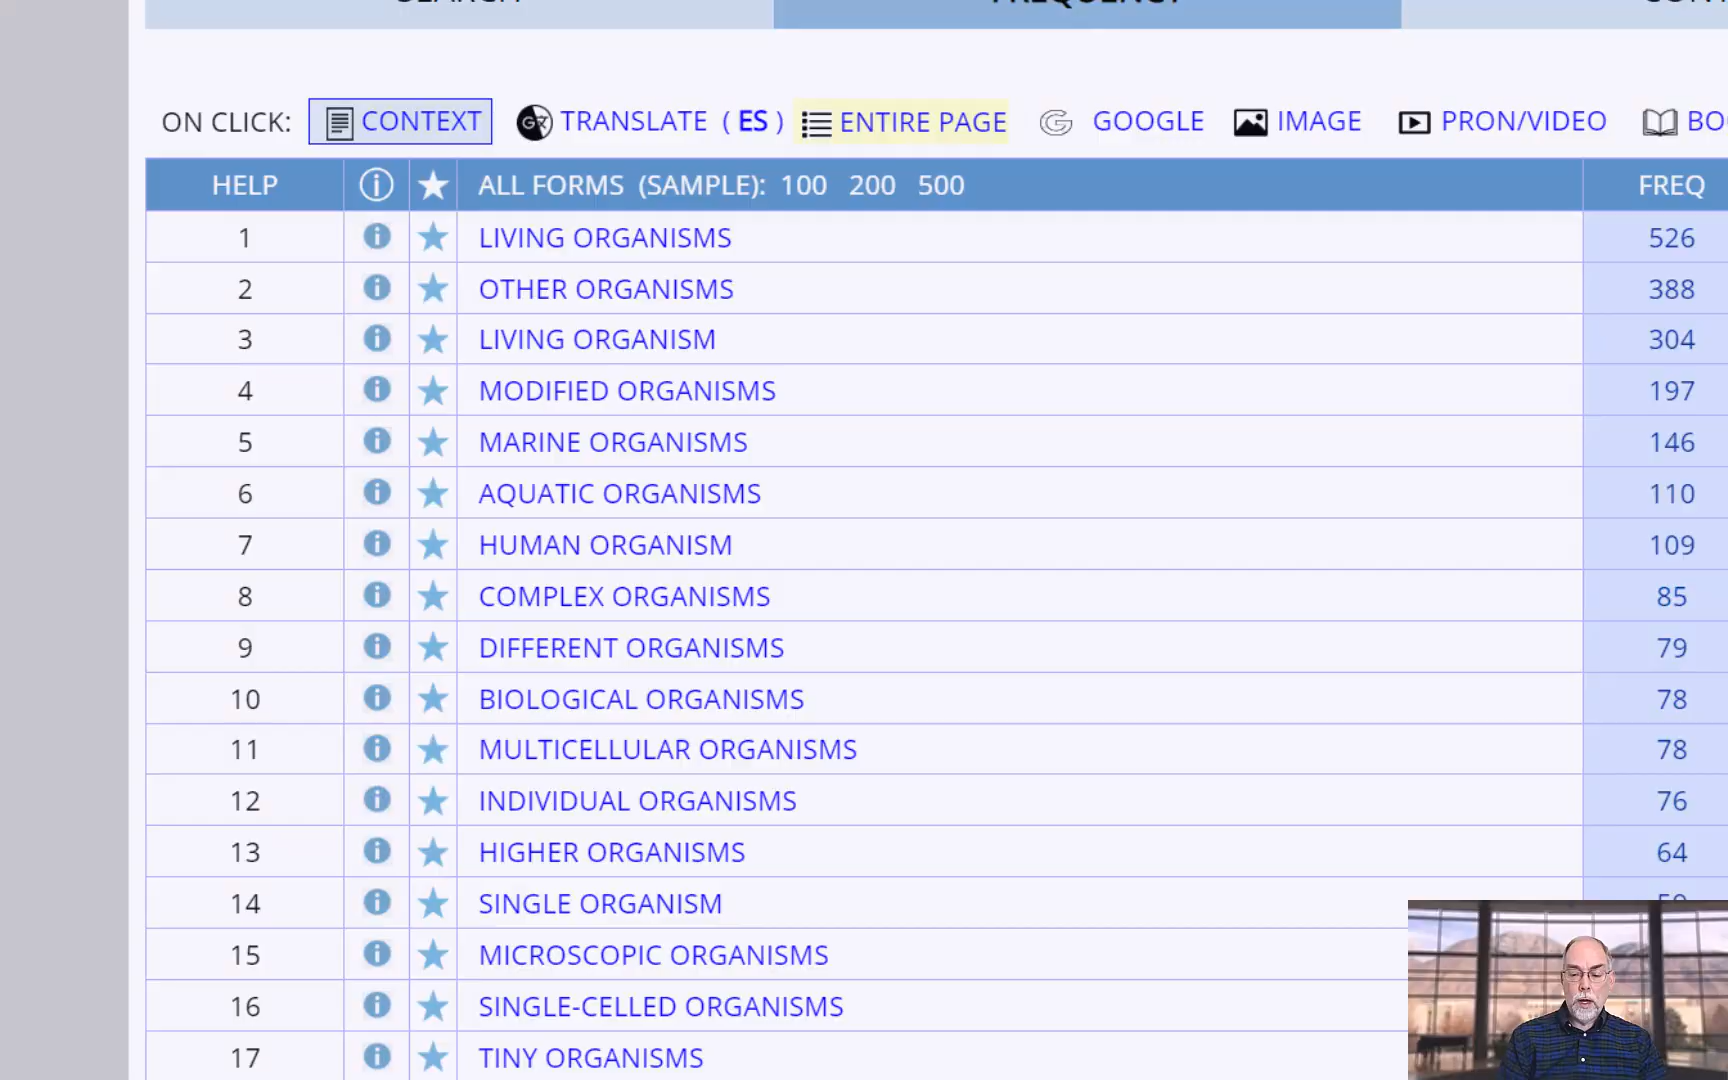 SEARCH FREQUENCY
ON CLICK: CONTEXT TRANSLATE ( ES ) ENTIRE PAGE GOOGLE IMAGE PRON/VIDEO
HELP ALL FORMS (SAMPLE): 100 200 500 FREQ
1 LIVING ORGANISMS 526
2 OTHER ORGANISMS 388
3 LIVING ORGANISM 304
4 MODIFIED ORGANISMS 197
5 MARINE ORGANISMS 146
6 AQUATIC ORGANISMS 110
7 HUMAN ORGANISM 109
8 COMPLEX ORGANISMS 85
9 DIFFERENT ORGANISMS 79
10 BIOLOGICAL ORGANISMS 78
11 MULTICELLULAR ORGANISMS 78
12 INDIVIDUAL ORGANISMS 76
13 HIGHER ORGANISMS 64
14 SINGLE ORGANISM
15 MICROSCOPIC ORGANISMS
16 SINGLE-CELLED ORGANISMS
17 TINY ORGANISMS